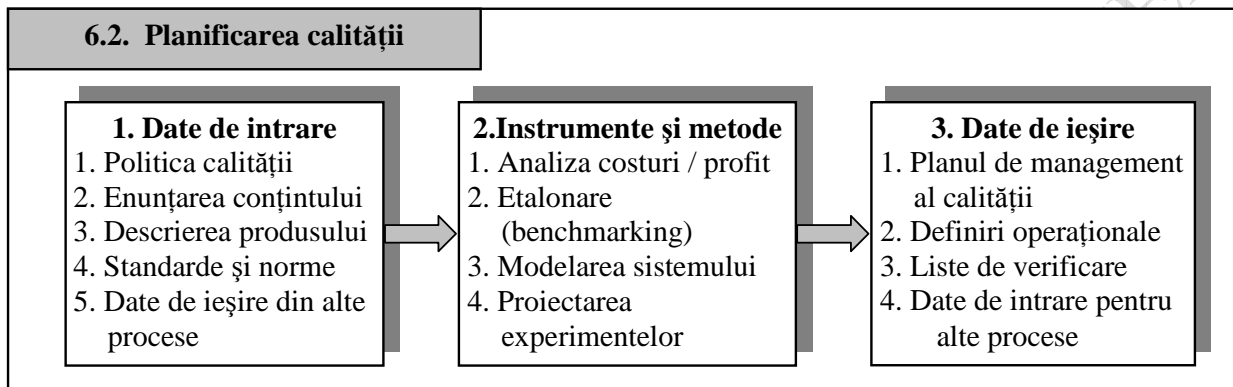 6.2. Planificarea calității
1. Date de intrare
1. Politica calității
2. Enunțarea conțintului
3. Descrierea produsului
4. Standarde și norme
5. Date de ieşire din alte
procese
2.Instrumente şi metode
1. Analiza costuri / profit
2. Etalonare
(benchmarking)
3. Modelarea sistemului
4. Proiectarea
experimentelor
3. Date de ieşire
1. Planul de management
al calității
2. Definiri operaționale
3. Liste de verificare
4. Date de intrare pentru
alte procese